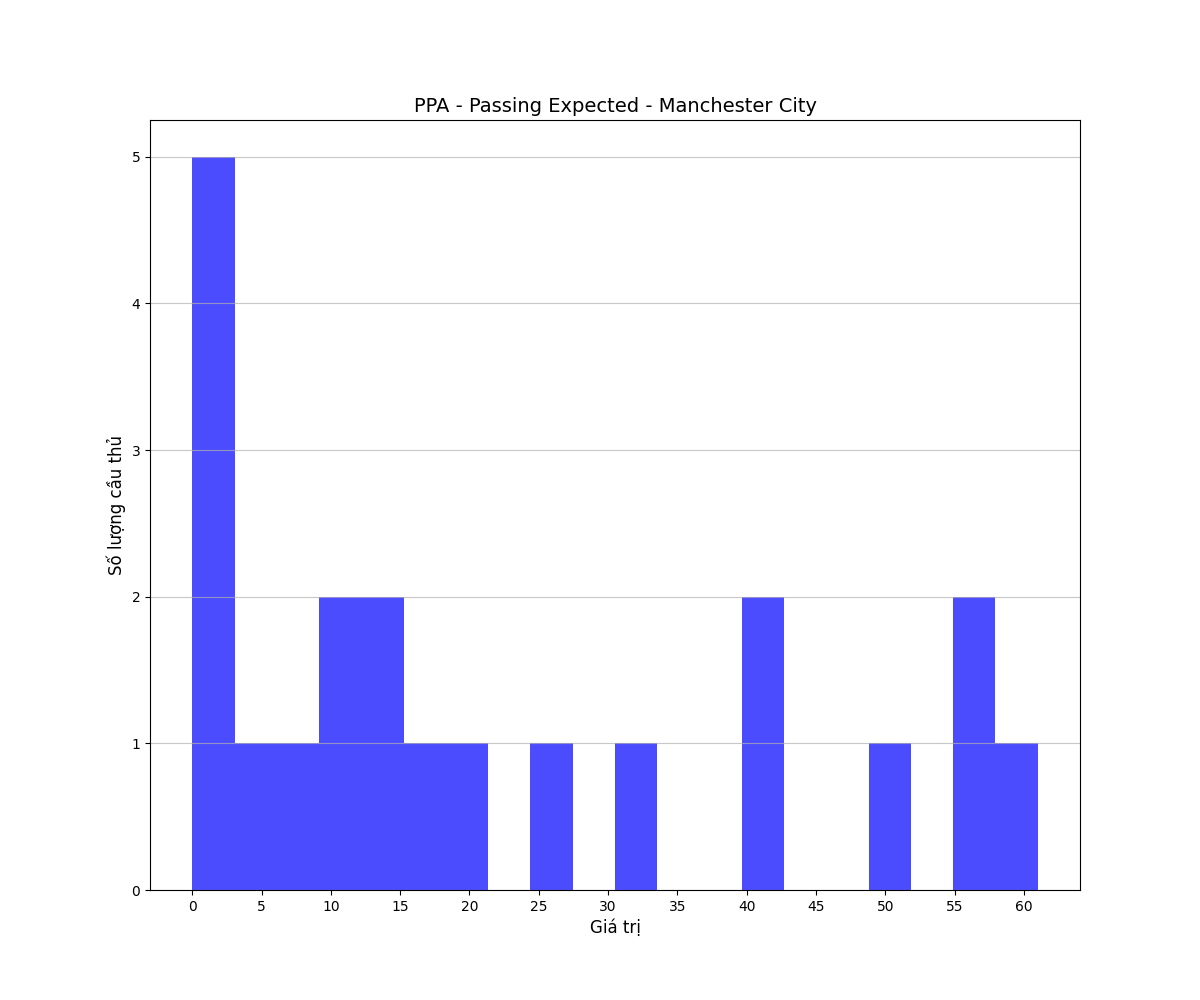 PPA - Passing Expected - Manchester City
5
4
3
2
1
0
Số lượng cầu thủ
0 5 10 15 20 25 30 35 40 45 50 55 60
Giá trị